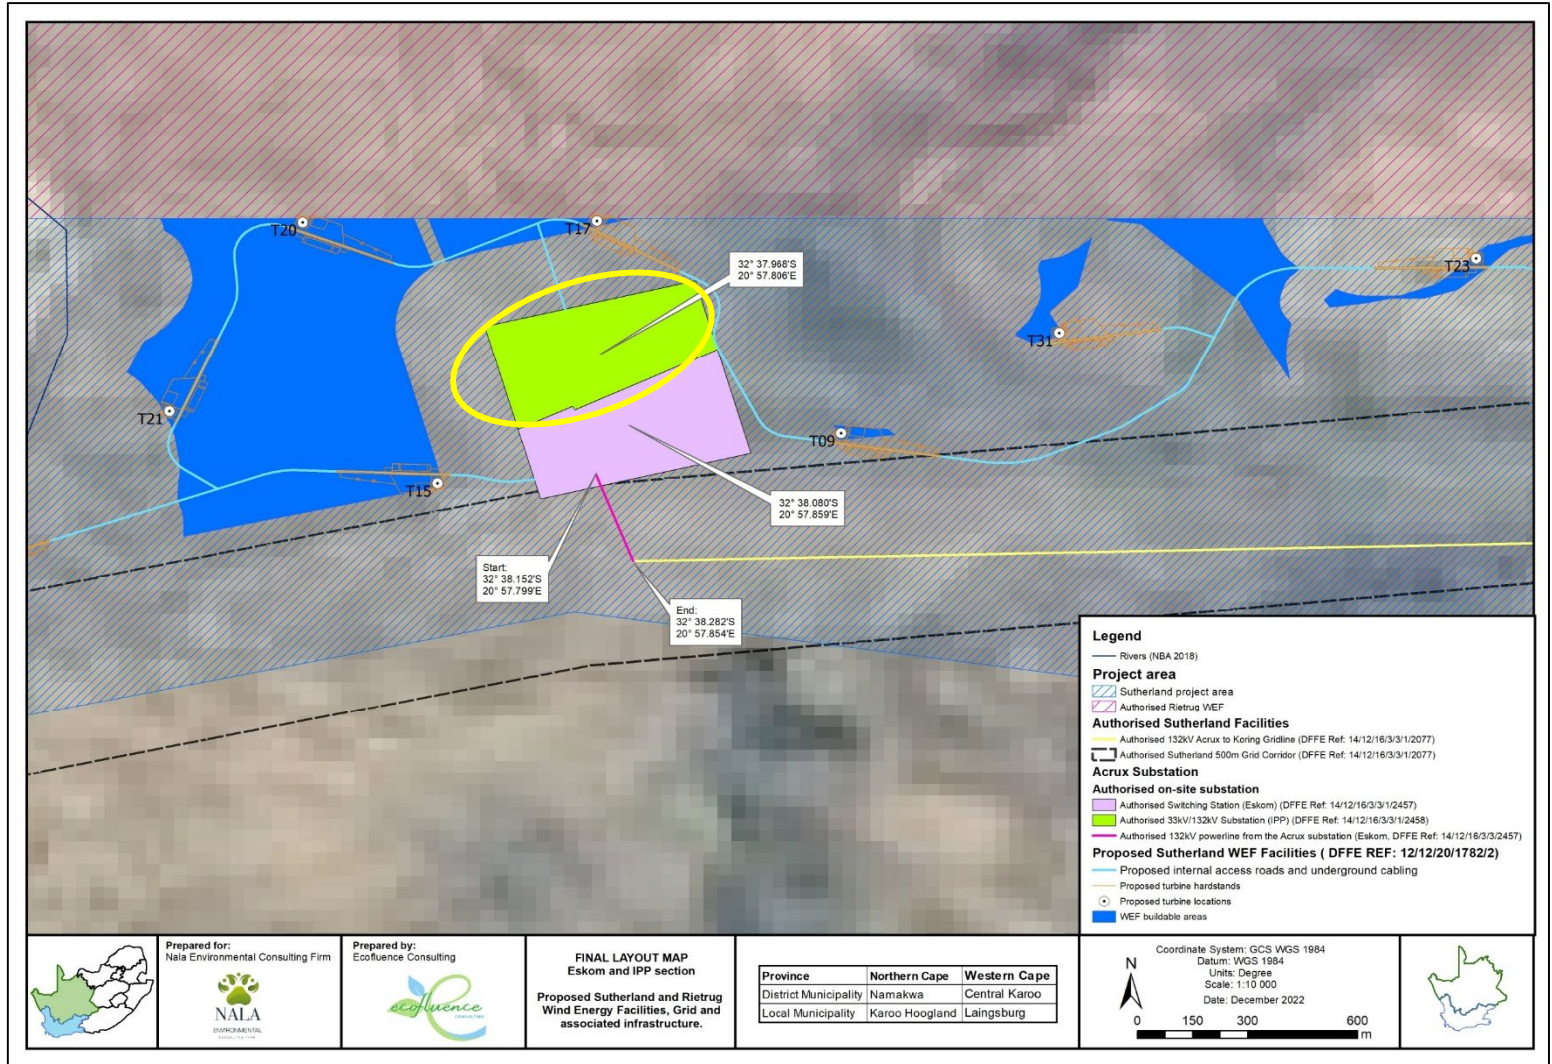 T20
T17
32° 37.968'S
20° 57.806'E
T23
T31
T21
T09
T15
32° 38.080'S
20° 57.859'E
Start:
32° 38.152'S
20° 57.799'E
End:
32° 38.282'S
20° 57.854'E
Legend
Rivers (NBA 2018)
Project area
Sutherland project area
Authorised Rietrug WEF
Authorised Sutherland Facilities
Authorised 132kV Acrux to Koring Gridline (DFFE Ref: 14/12/16/3/3/1/2077)
Authorised Sutherland 500m Grid Corridor (DFFE Ref: 14/12/16/3/3/1/2077)
Acrux Substation
Authorised on-site substation
Authorised Switching Station (Eskom) (DFFE Ref: 14/12/16/3/3/1/2457)
Authorised 33kV/132kV Substation (IPP) (DFFE Ref: 14/12/16/3/3/1/2458)
Authorised 132kV powerline from the Acrux substation (Eskom, DFFE Ref: 14/12/16/3/3/2457)
Proposed Sutherland WEF Facilities ( DFFE REF: 12/12/20/1782/2)
Proposed internal access roads and underground cabling
Proposed turbine hardstands
Proposed turbine locations
WEF buildable areas
Prepared for:
Nala Environmental Consulting Firm
NALA
ENVIRONMENTAL
Prepared by:
Ecofluence Consulting
ecofluence
CONSULTING
FINAL LAYOUT MAP
Eskom and IPP section
Proposed Sutherland and Rietrug
Wind Energy Facilities, Grid and
associated infrastructure.
Province Northern Cape Western Cape
District Municipality Namakwa Central Karoo
Local Municipality Karoo Hoogland Laingsburg
N
Coordinate System: GCS WGS 1984
Datum: WGS 1984
Units: Degree
Scale: 1:10 000
Date: December 2022
0 150 300 600
m